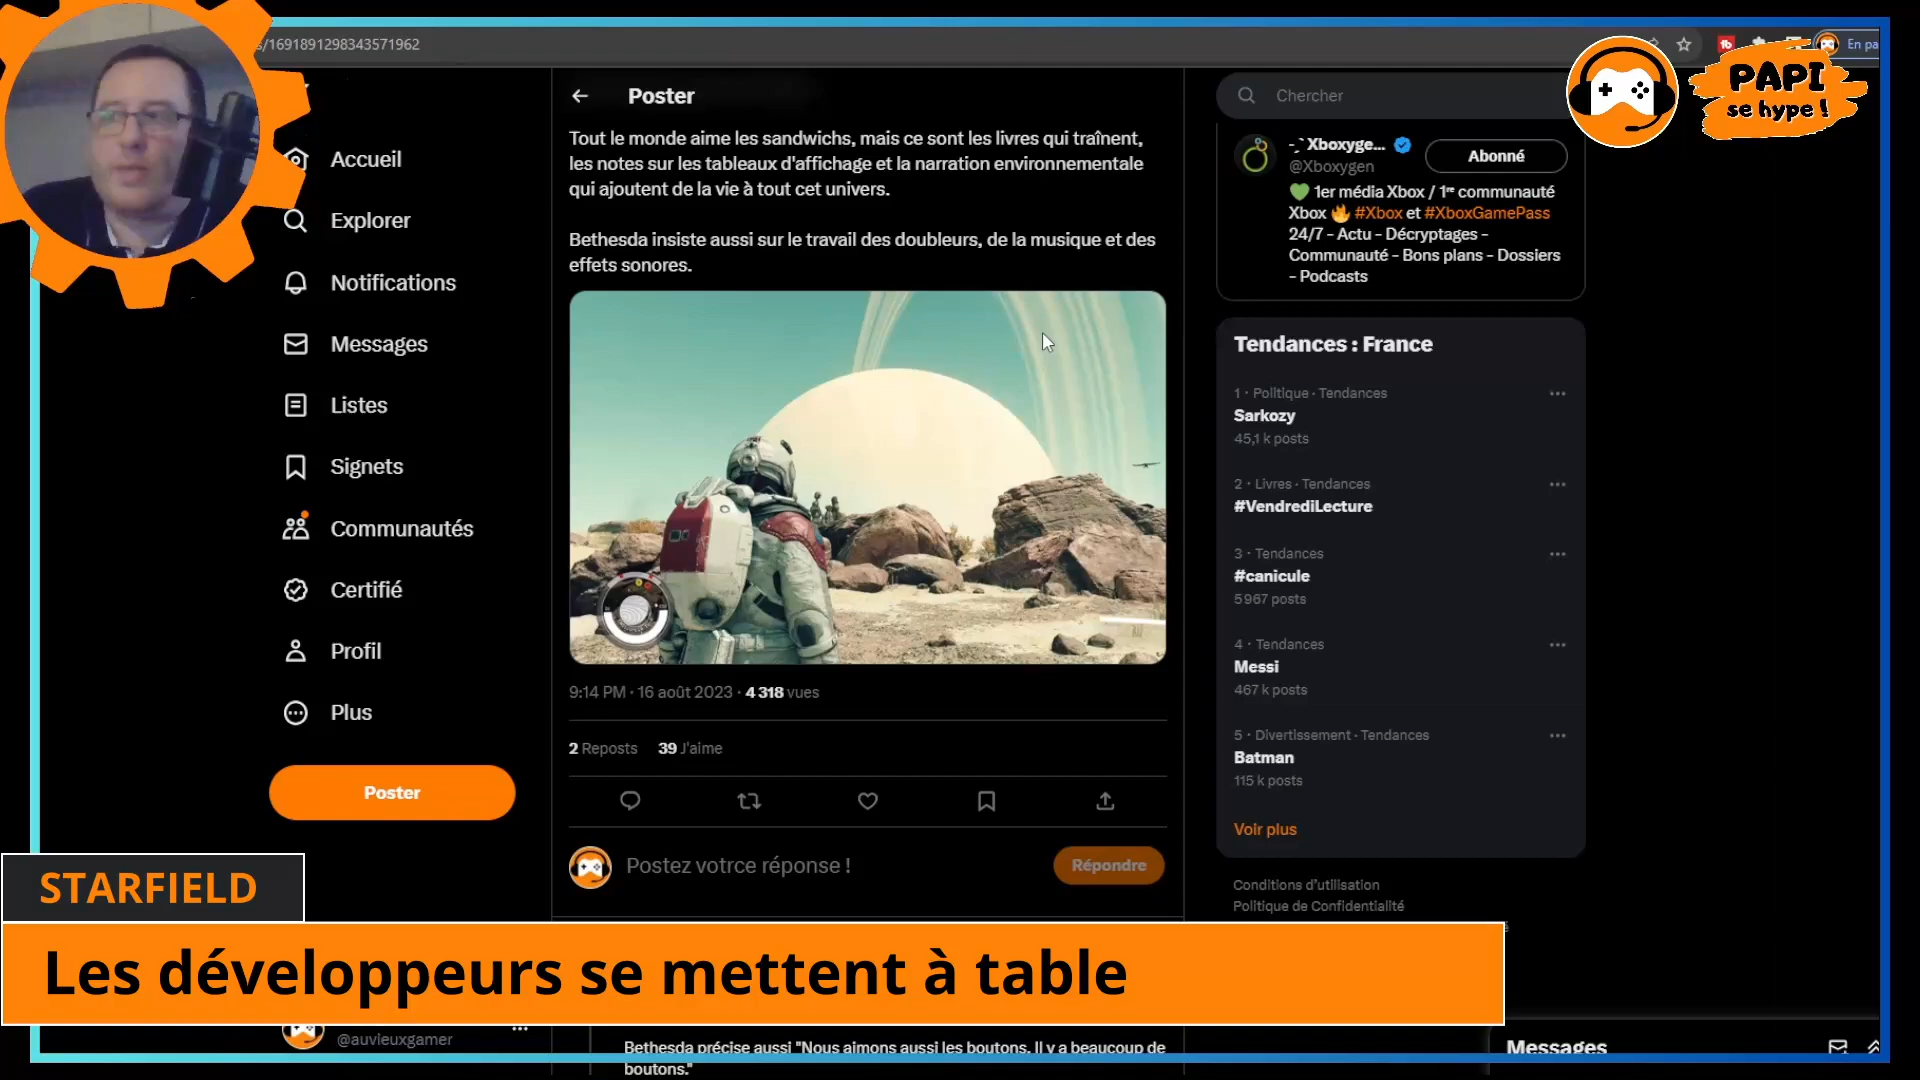 /1691891298343571962
En pa
PAPI
se hype !
Accueil
Explorer
Notifications
Messages
Listes
Signets
Communautés
Certifié
Profil
Plus
Poster
@auvieuxgamer
Poster
Tout le monde aime les sandwichs, mais ce sont les livres qui traînent,
les notes sur les tableaux d'affichage et la narration environnementale
qui ajoutent de la vie à tout cet univers.
Bethesda insiste aussi sur le travail des doubleurs, de la musique et des
effets sonores.
9:14 PM · 16 août 2023 · 4 318 vues
2 Reposts 39 J'aime
Postez votrce réponse !
Répondre
Bethesda précise aussi "Nous aimons aussi les boutons. Il y a beaucoup de
boutons."
Chercher
Xboxyge...
@Xboxygen
Abonné
1er média Xbox / 1re communauté
Xbox #Xbox et #XboxGamePass
24/7 - Actu - Décryptages -
Communauté - Bons plans - Dossiers
- Podcasts
Tendances : France
1 · Politique · Tendances
Sarkozy
45,1 k posts
2 · Livres · Tendances
#VendrediLecture
3 · Tendances
#canicule
5 967 posts
4 · Tendances
Messi
467 k posts
5 · Divertissement · Tendances
Batman
115 k posts
Voir plus
Conditions d'utilisation
Politique de Confidentialité
Messages
STARFIELD
Les développeurs se mettent à table